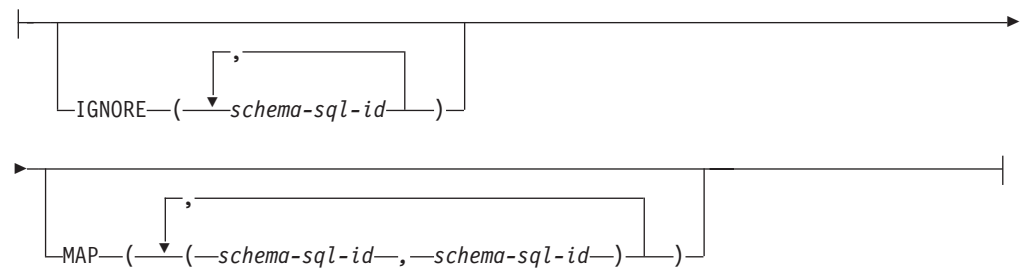 ,
IGNORE ( schema-sql-id )
,
MAP ( ( schema-sql-id , schema-sql-id ) )